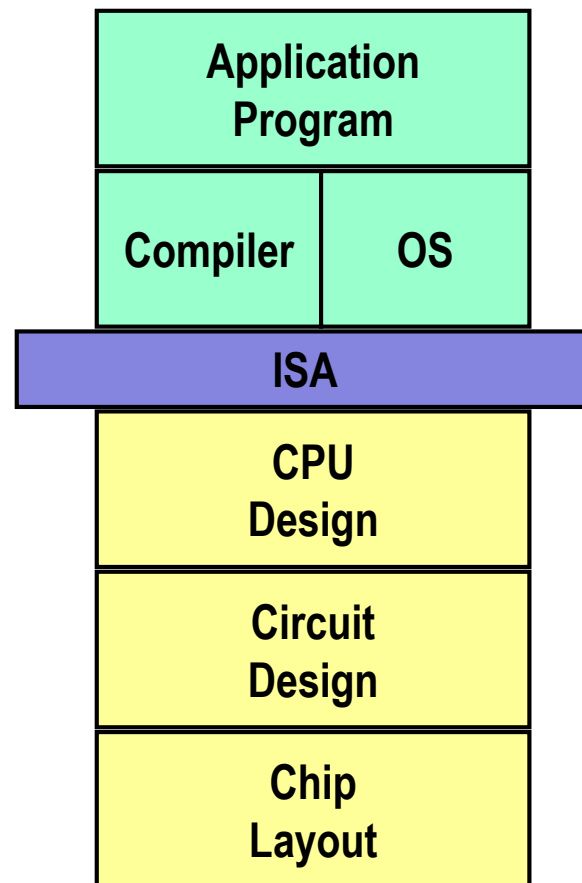 Application
Program
Compiler
OS
ISA
CPU
Design
Circuit
Design
Chip
Layout